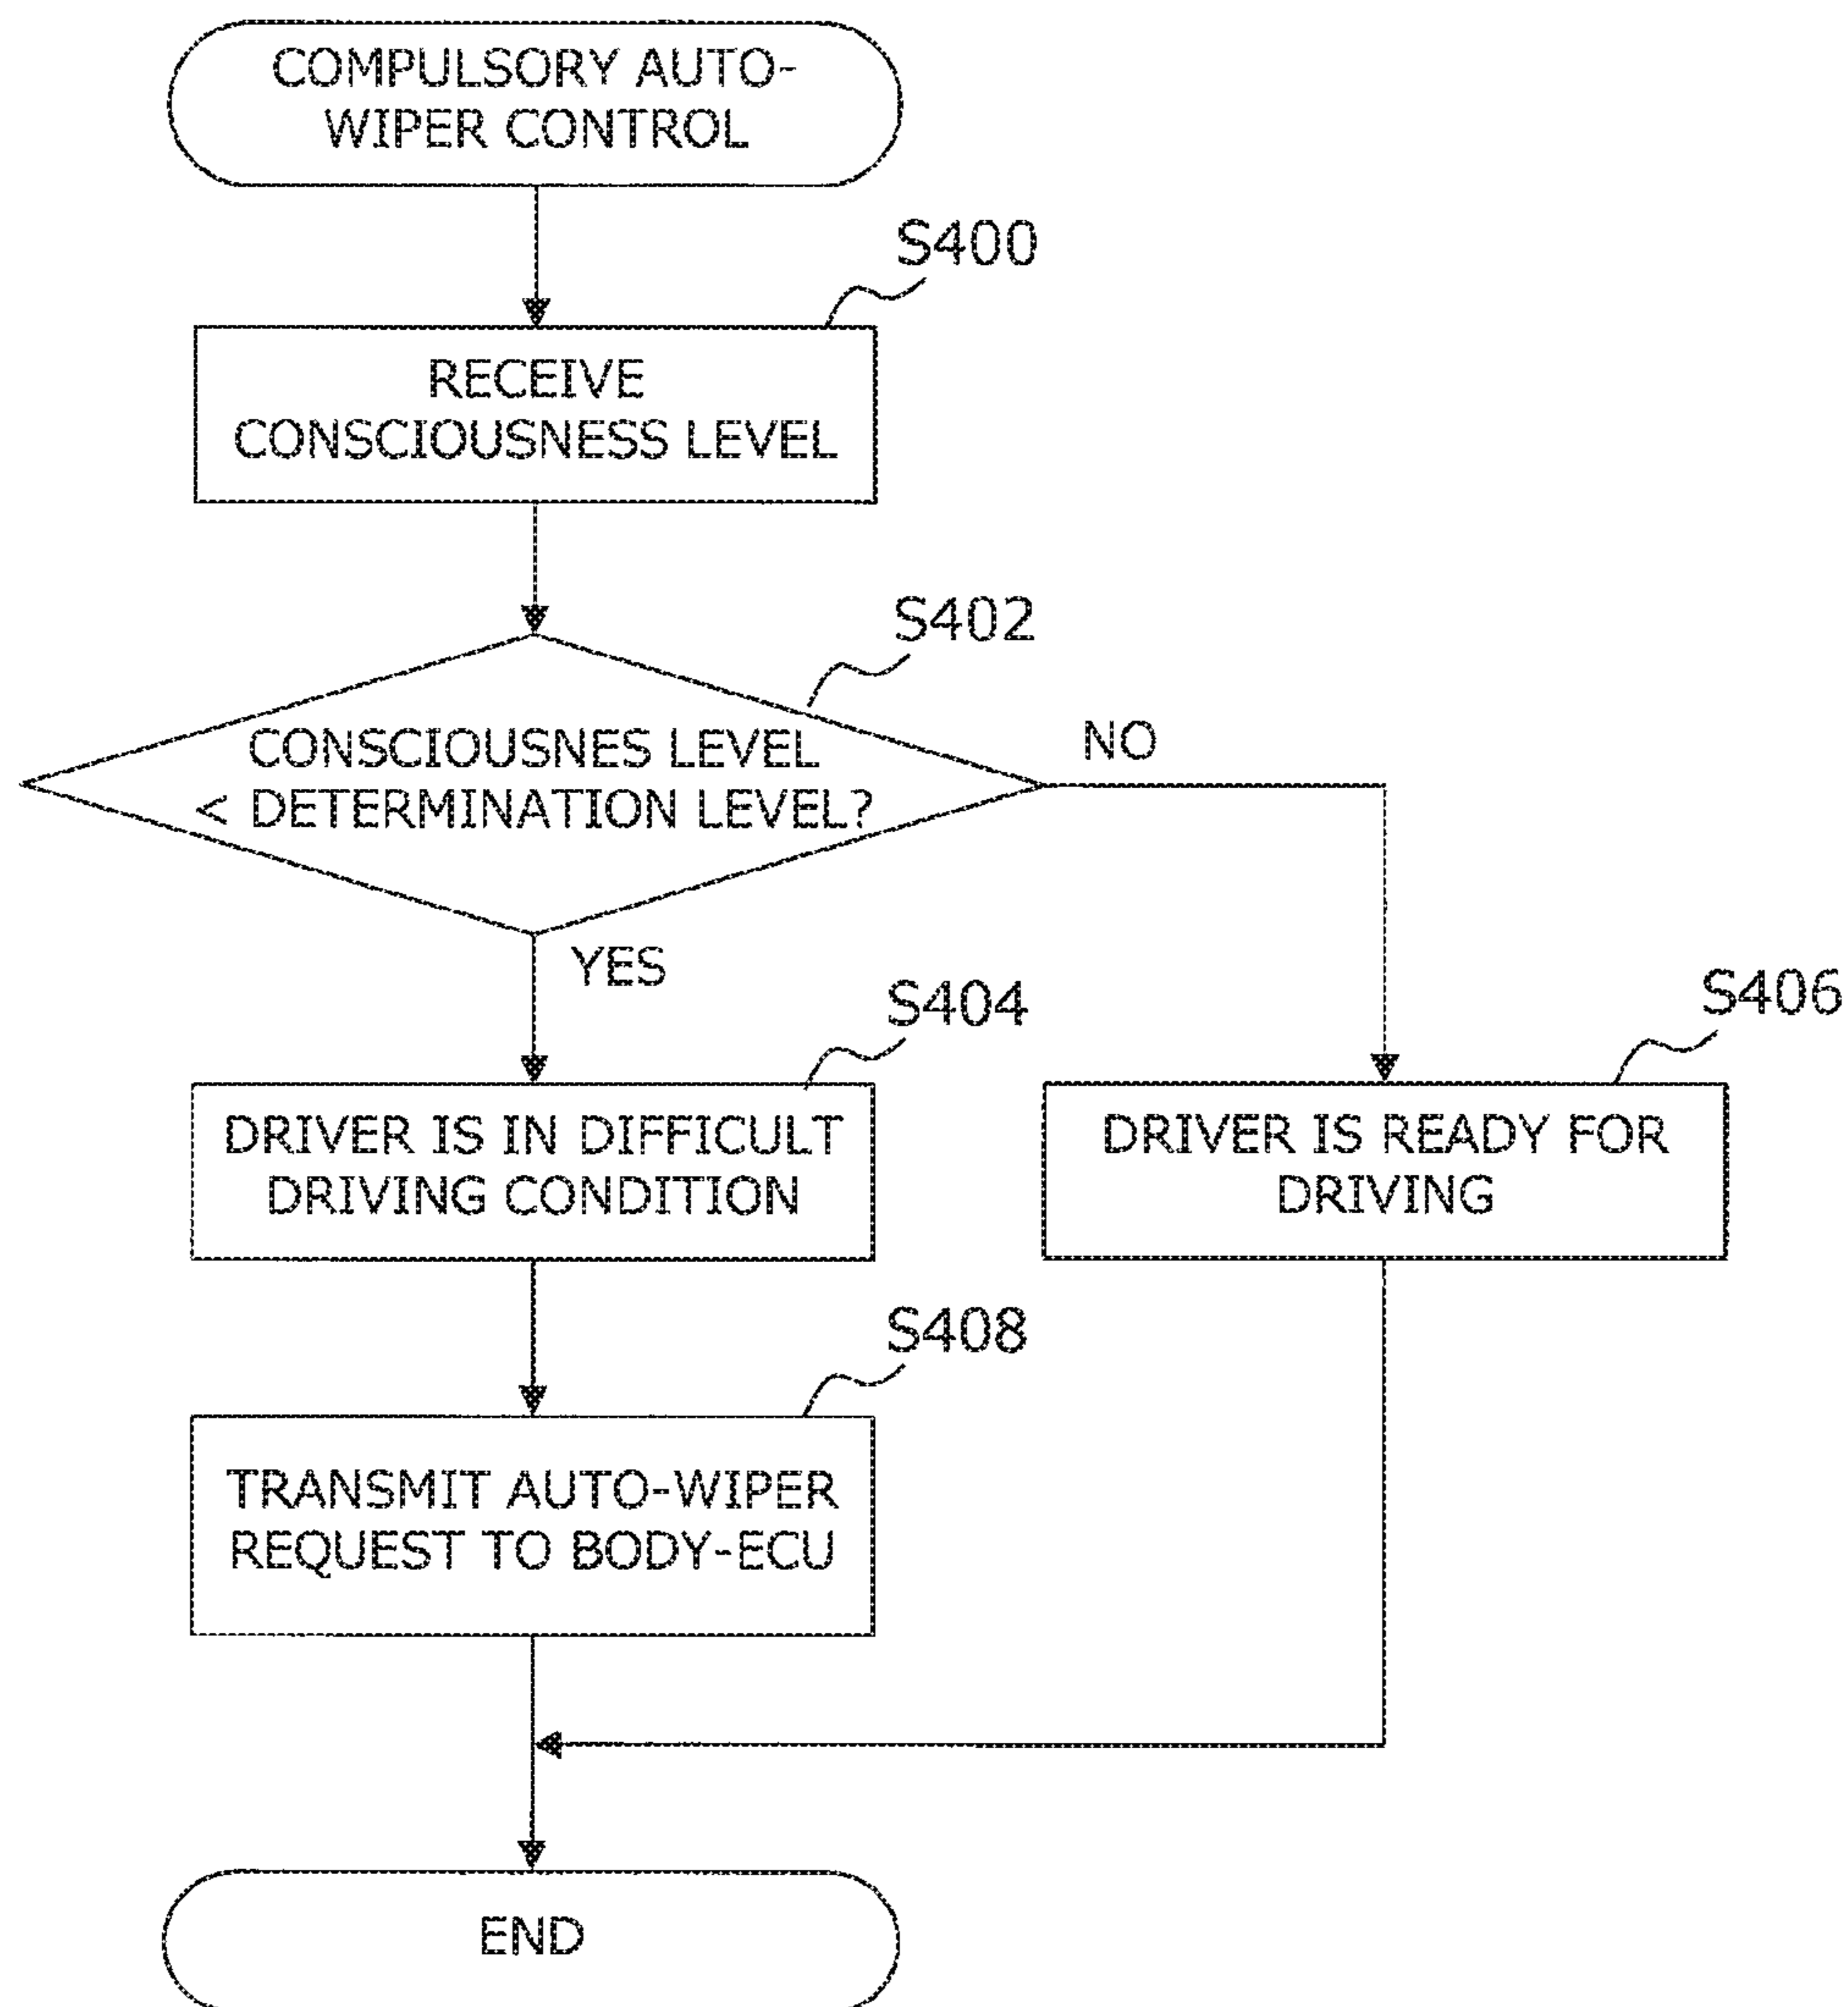 COMPULSORY AUTO-
WIPER CONTROL
S400
RECEIVE
CONSCIOUSNESS LEVEL
S402
CONSCIOUSNES LEVEL
< DETERMINATION LEVEL?
NO
YES
S404
DRIVER IS IN DIFFICULT
DRIVING CONDITION
S406
DRIVER IS READY FOR
DRIVING
S408
TRANSMIT AUTO-WIPER
REQUEST TO BODY-ECU
END